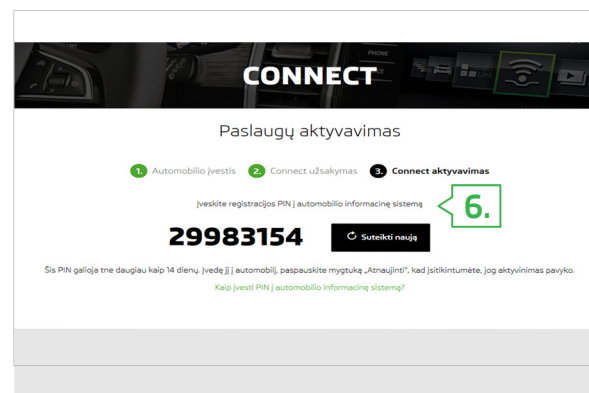 PHONE
CONNECT
Paslaugų aktyvavimas
1. Automobilio įvestis 2. Connect užsakymas 3. Connect aktyvavimas
Įveskite registracijos PIN į automobilio informacinę sistemą
6.
29983154 Suteikti naują
Šis PIN galioja tne daugiau kaip 14 dienų. Įvedę jį į automobilį, paspauskite mygtuką „Atnaujinti“, kad įsitikintumėte, jog aktyvinimas pavyko.
Kaip įvesti PIN į automobilio informacinę sistemą?